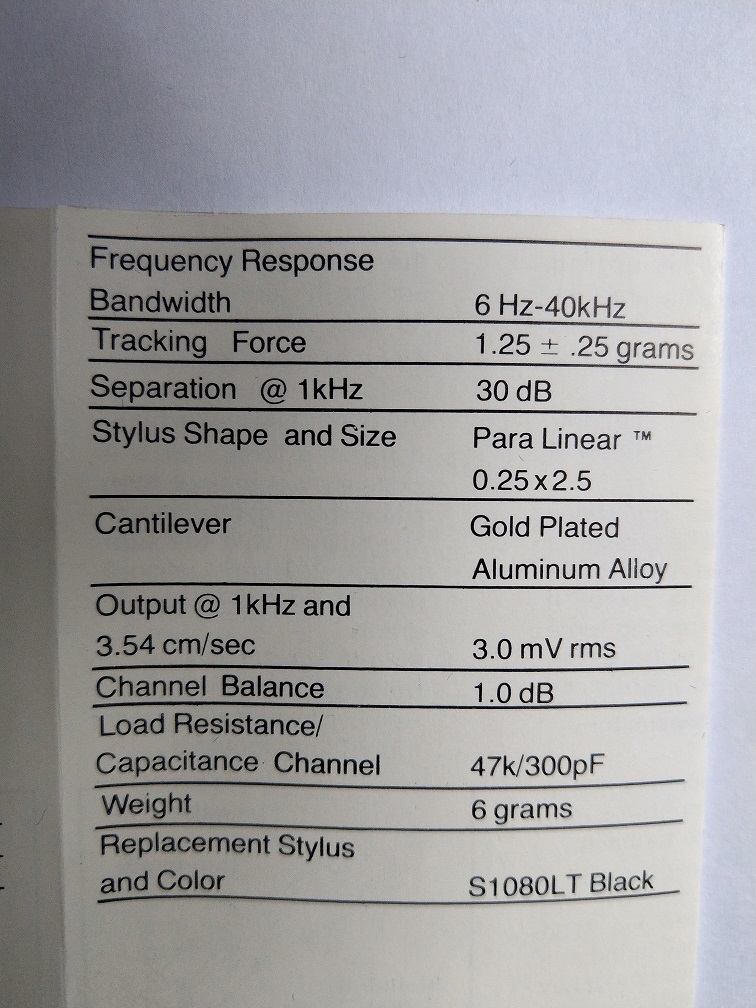 Frequency Response
Bandwidth 6 Hz-40kHz
Tracking Force 1.25 ± .25 grams
Separation @ 1kHz 30 dB
Stylus Shape and Size Para Linear ™
0.25 x 2.5
Cantilever Gold Plated
Aluminum Alloy
Output @ 1kHz and
3.54 cm/sec 3.0 mV rms
Channel Balance 1.0 dB
Load Resistance/
Capacitance Channel 47k/300pF
Weight 6 grams
Replacement Stylus
and Color S1080LT Black